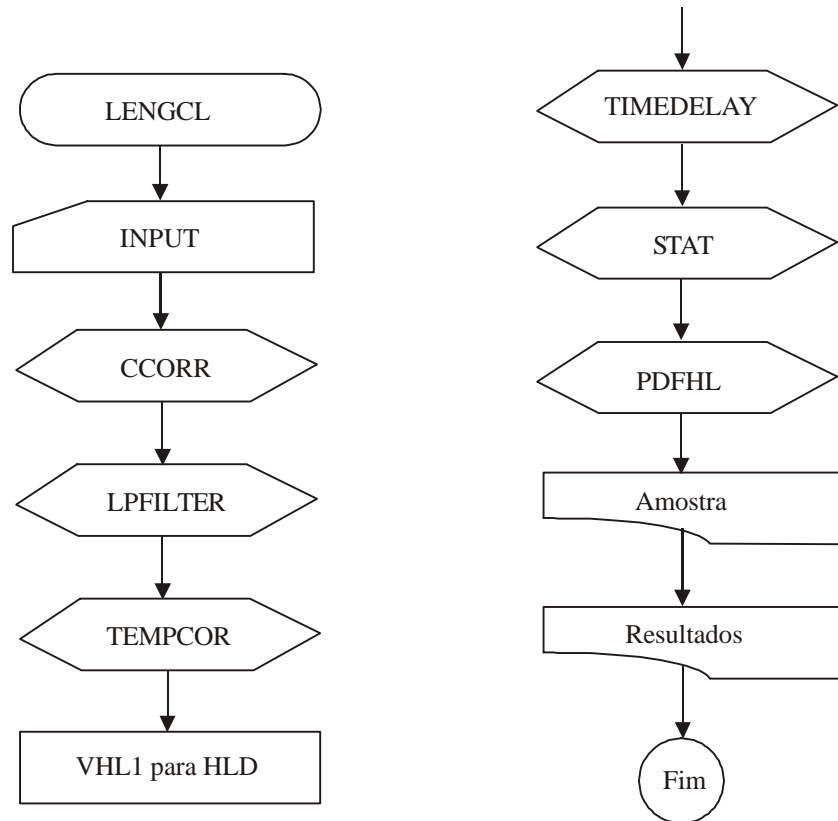 LENGCL
INPUT
CCORR
LPFILTER
TEMPCOR
VHL1 para HLD
TIMEDELAY
STAT
PDFHL
Amostra
Resultados
Fim